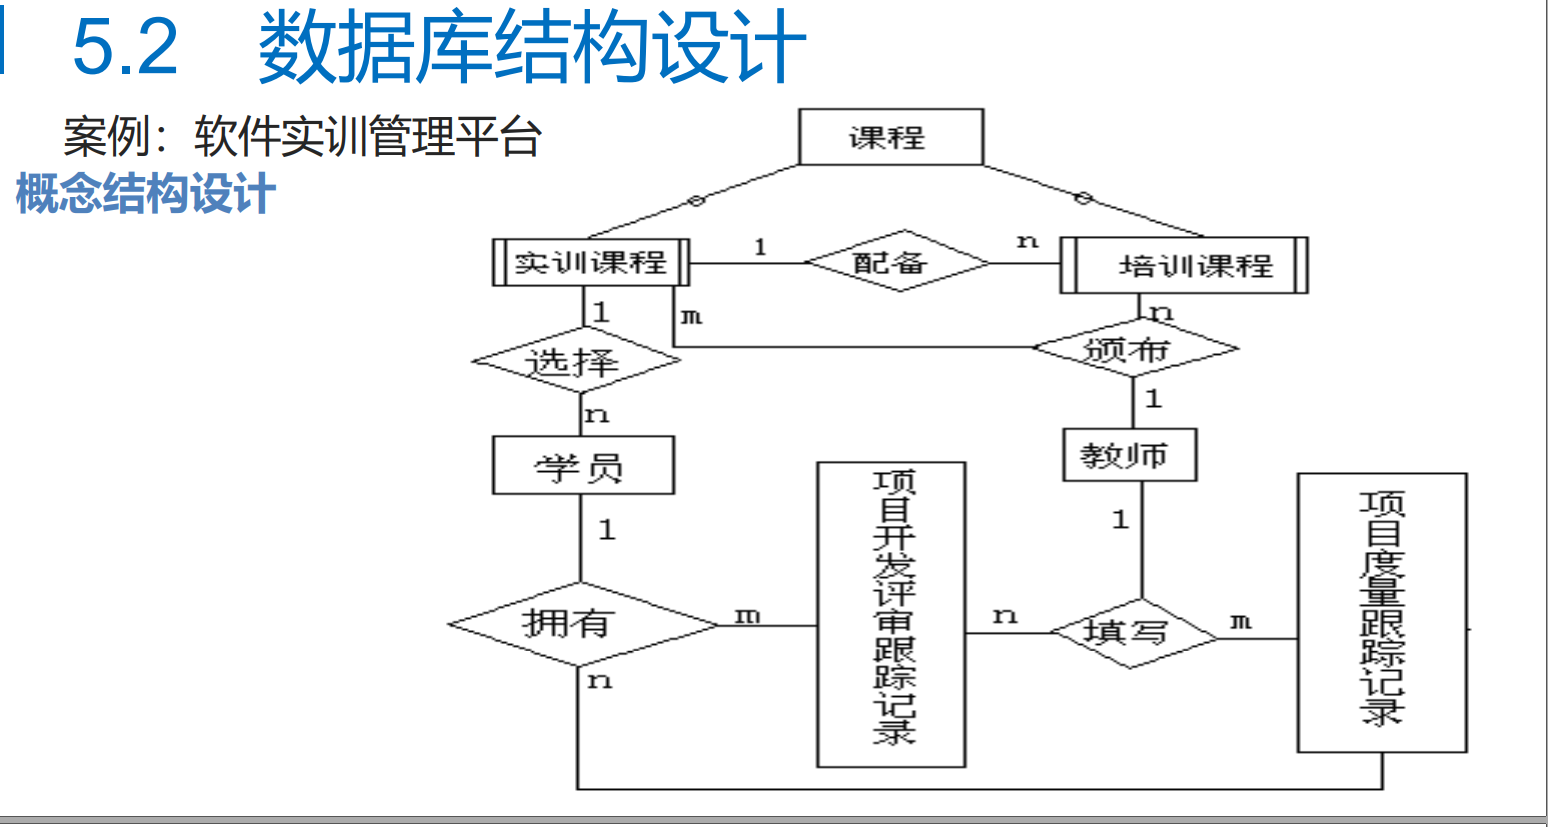 5.2 数据库结构设计
案例：软件实训管理平台
概念结构设计
课程
实训课程
1
配备
n
培训课程
1
m
n
选择
颁布
n
1
学员
教师
1
1
项目开发评审跟踪记录
项目度量跟踪记录
拥有
m
n
填写
m
n